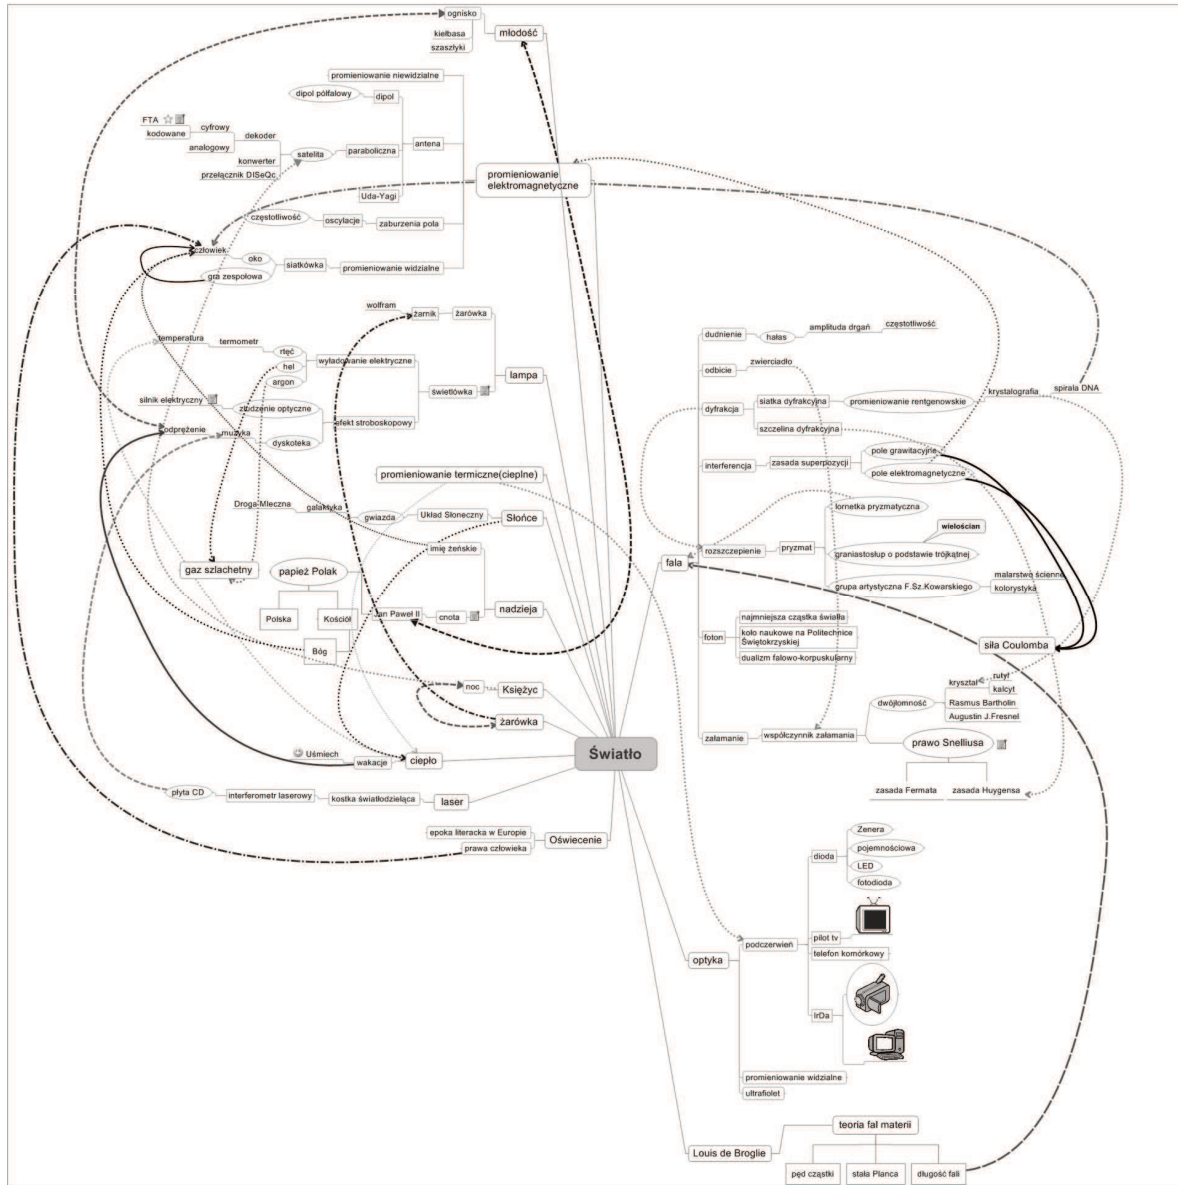 ognisko
młodość
kiełbasa
szaszłyki
promieniowanie niewidzialne
dipol półfalowy
dipol
FTA
cyfrowy
kodowane
dekoder
antena
analogowy
satelita
paraboliczna
konwerter
przełącznik DISeQc
promieniowanie
elektromagnetyczne
Uda-Yagi
częstotliwość
oscylacje
zaburzenia pola
człowiek
oko
siatkówka
promieniowanie widzialne
gra zespołowa
wolfram
żarnik
żarówka
temperatura
termometr
rtęć
wyładowanie elektryczne
hel
argon
lampa
świetlówka
silnik elektryczny
złudzenie optyczne
efekt stroboskopowy
odprężenie
muzyka
dyskoteka
promieniowanie termiczne(cieplne)
Droga-Mleczna
galaktyka
gwiazda
Układ Słoneczny
Słońce
imię żeńskie
gaz szlachetny
papież Polak
nadzieja
Polska
Kościół
Jan Paweł II
cnota
Bóg
noc
Księżyc
żarówka
Uśmiech
wakacje
ciepło
Światło
płyta CD
interferometr laserowy
kostka światłodzieląca
laser
epoka literacka w Europie
Oświecenie
prawa człowieka
fala
dudnienie
hałas
amplituda drgań
częstotliwość
odbicie
zwierciadło
dyfrakcja
siatka dyfrakcyjna
promieniowanie rentgenowskie
krystalografia
spirala DNA
szczelina dyfrakcyjna
interferencja
zasada superpozycji
pole grawitacyjne
pole elektromagnetyczne
lornetka pryzmatyczna
wielościan
rozszczepienie
pryzmat
graniastosłup o podstawie trójkątnej
grupa artystyczna F.Sz.Kowarskiego
malarstwo ścienne
kolorystyka
foton
najmniejsza cząstka światła
koło naukowe na Politechnice
Świętokrzyskiej
dualizm falowo-korpuskularny
siła Coulomba
kryształ
rutyl
kalcyt
dwójłomność
Rasmus Bartholin
Augustin J.Fresnel
załamanie
współczynnik załamania
prawo Snelliusa
zasada Fermata
zasada Huygensa
optyka
podczerwień
dioda
Zenera
pojemnościowa
LED
fotodioda
pilot tv
telefon komórkowy
IrDa
promieniowanie widzialne
ultrafiolet
Louis de Broglie
teoria fal materii
pęd cząstki
stała Planca
długość fali